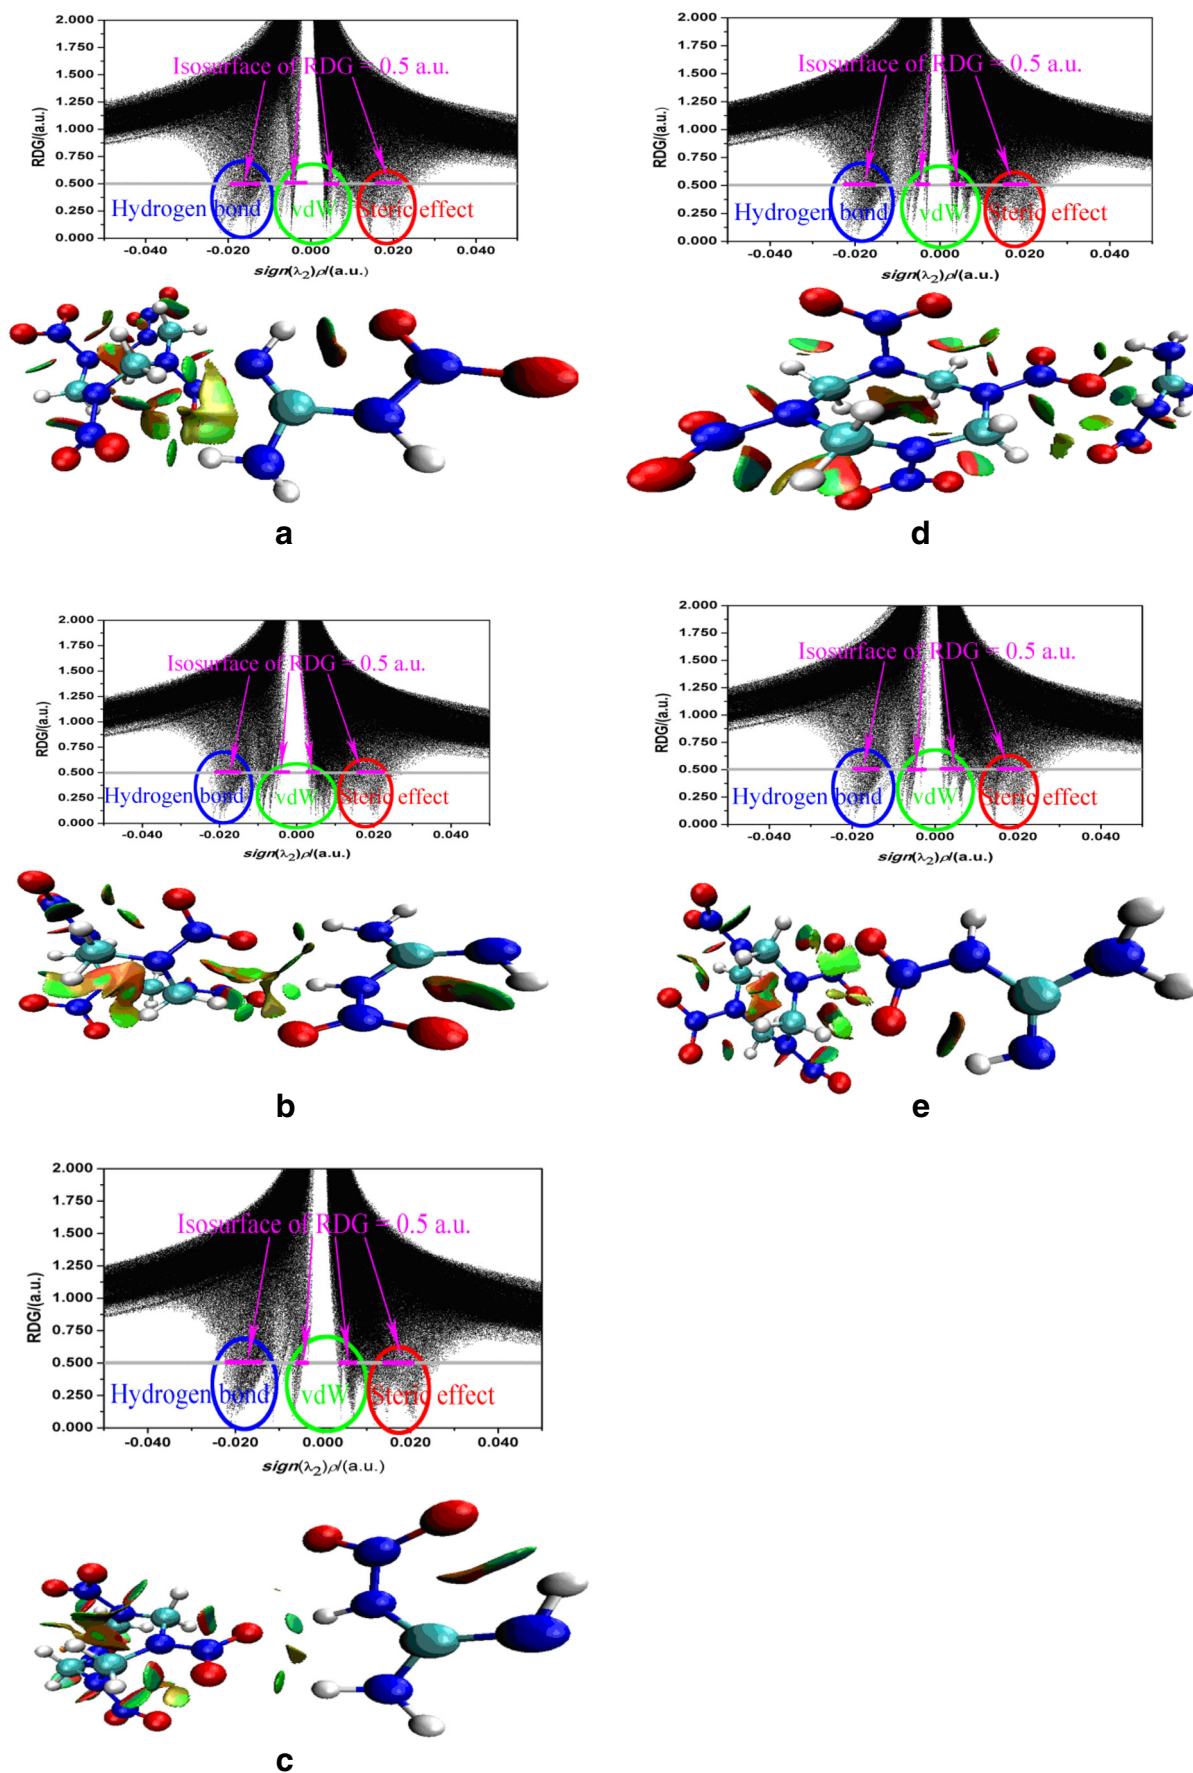 2.000
1.750
1.500
1.250
1.000
0.750
0.500
0.250
0.000
RDG/(a.u.)
Isosurface of RDG = 0.5 a.u.
Hydrogen bond vdW Steric effect
-0.040 -0.020 0.000 0.020 0.040
sign(λ₂)ρ/(a.u.)
a
2.000
1.750
1.500
1.250
1.000
0.750
0.500
0.250
0.000
RDG/(a.u.)
Isosurface of RDG = 0.5 a.u.
Hydrogen bond vdW Steric effect
-0.040 -0.020 0.000 0.020 0.040
sign(λ₂)ρ/(a.u.)
d
2.000
1.750
1.500
1.250
1.000
0.750
0.500
0.250
0.000
RDG/(a.u.)
Isosurface of RDG = 0.5 a.u.
Hydrogen bond vdW Steric effect
-0.040 -0.020 0.000 0.020 0.040
sign(λ₂)ρ/(a.u.)
b
2.000
1.750
1.500
1.250
1.000
0.750
0.500
0.250
0.000
RDG/(a.u.)
Isosurface of RDG = 0.5 a.u.
Hydrogen bond vdW Steric effect
-0.040 -0.020 0.000 0.020 0.040
sign(λ₂)ρ/(a.u.)
e
2.000
1.750
1.500
1.250
1.000
0.750
0.500
0.250
0.000
RDG/(a.u.)
Isosurface of RDG = 0.5 a.u.
Hydrogen bond vdW Steric effect
-0.040 -0.020 0.000 0.020 0.040
sign(λ₂)ρ/(a.u.)
c